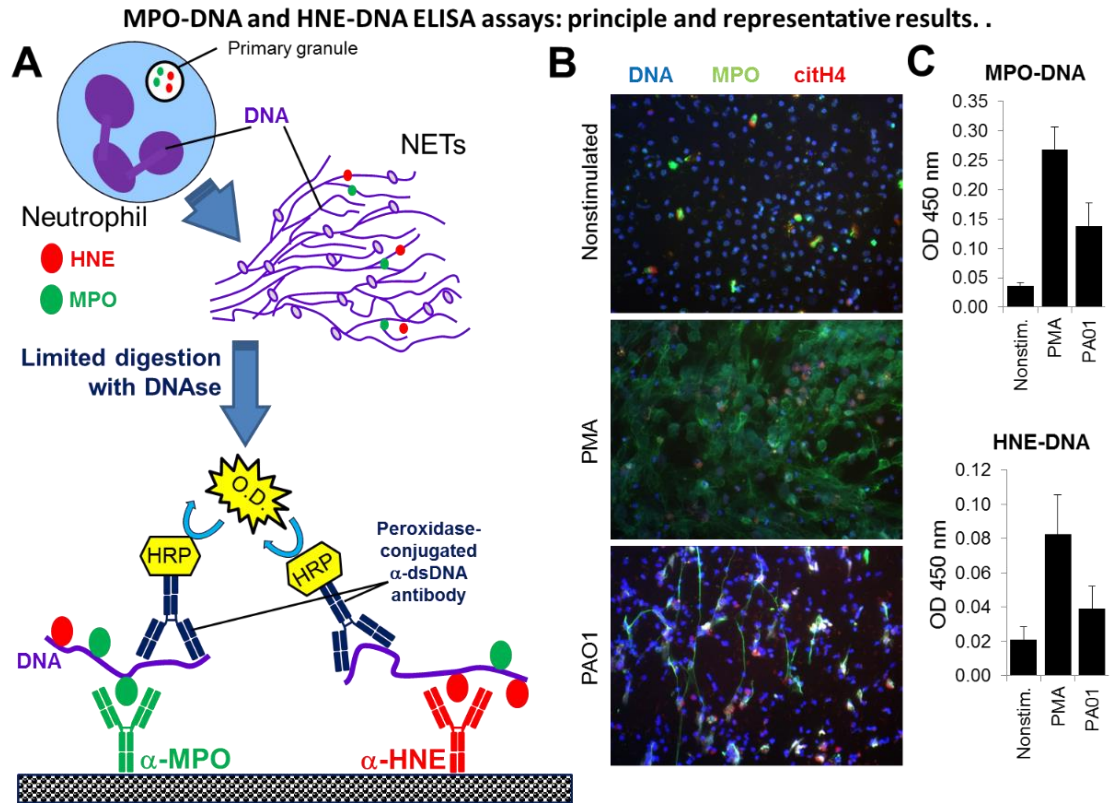 MPO-DNA and HNE-DNA ELISA assays: principle and representative results. .
A
Primary granule
DNA
NETs
Neutrophil
HNE
MPO
Limited digestion
with DNAse
O.D.
HRP
HRP
Peroxidase-
conjugated
α-dsDNA
antibody
DNA
α-MPO
α-HNE
B
DNA MPO citH4
Nonstimulated
PMA
PAO1
C
MPO-DNA
OD 450 nm
0.35
0.30
0.25
0.20
0.15
0.10
0.05
0.00
Nonstim.
PMA
PA01
HNE-DNA
OD 450 nm
0.12
0.10
0.08
0.06
0.04
0.02
0.00
Nonstim.
PMA
PA01